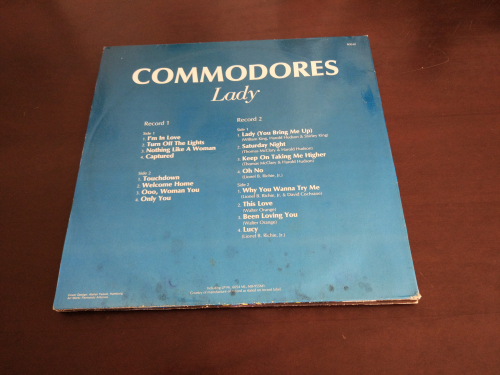 COMMODORES
Lady
Record 1
Side 1
1. I'm In Love
2. Turn Off The Lights
3. Nothing Like A Woman
4. Captured
Side 2
1. Touchdown
2. Welcome Home
3. Ooo, Woman You
4. Only You
Record 2
Side 1
1. Lady (You Bring Me Up)
(William King, Harold Hudson & Shirley King)
2. Saturday Night
(Thomas McClary & Harold Hudson)
3. Keep On Taking Me Higher
(Thomas McClary & Harold Hudson)
4. Oh No
(Lionel B. Richie, Jr.)
Side 2
1. Why You Wanna Try Me
(Lionel B. Richie, Jr. & David Cochrane)
2. This Love
(Walter Orange)
3. Been Loving You
(Walter Orange)
4. Lucy
(Lionel B. Richie, Jr.)